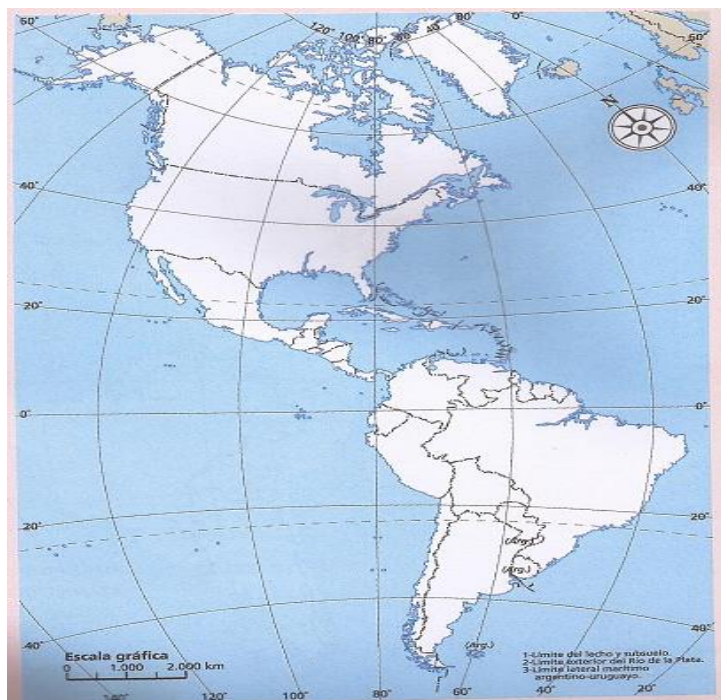 60°
120°
100°
80°
60°
40°
80°
0°
60°
N
40°
40°
20°
20°
0°
0°
20°
20°
(Arg.)
(Arg.)
40°
40°
(Arg.)
Escala gráfica
0 1.000 2.000 km
1-Límite del lecho y subsuelo.
2-Límite exterior del Río de la Plata.
3-Límite lateral marítimo
argentino-uruguayo.
140°
120°
100°
80°
60°
40°
20°